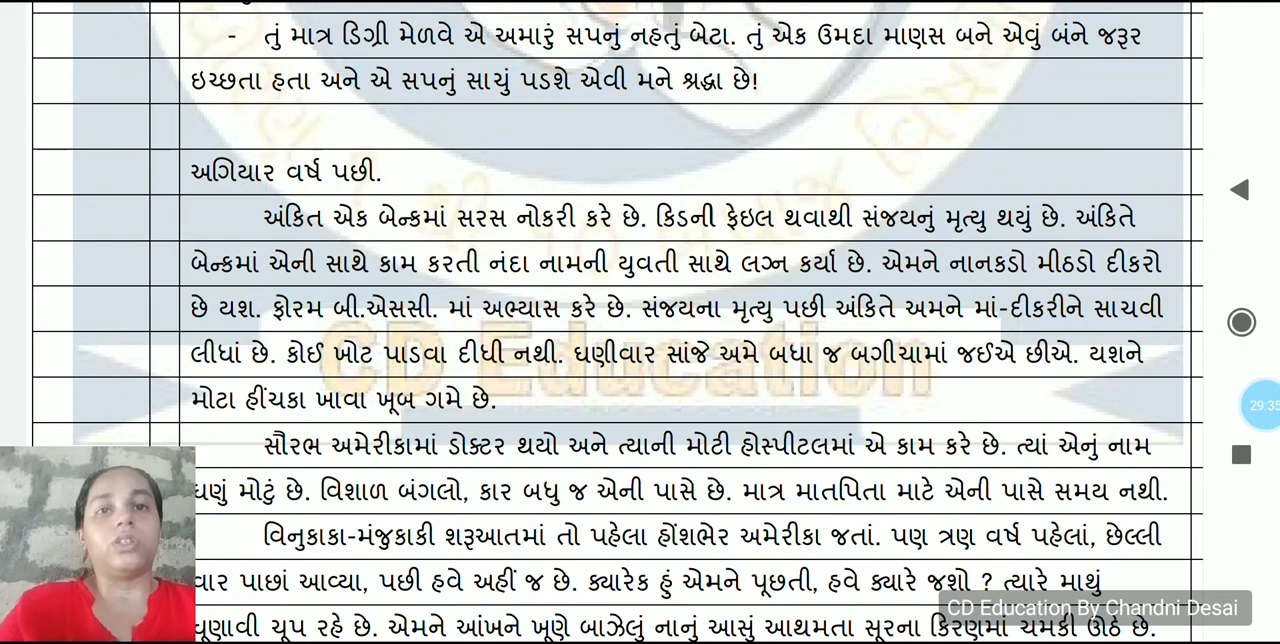 - તું માત્ર ડિગ્રી મેળવે એ અમારું સપનું નહતું બેટા. તું એક ઉમદા માણસ બને એવું બંને જરૂર
ઇચ્છતા હતા અને એ સપનું સાચું પડશે એવી મને શ્રદ્ધા છે!
અગિયાર વર્ષ પછી.
અંકિત એક બેન્કમાં સરસ નોકરી કરે છે. કિડની ફેઇલ થવાથી સંજયનું મૃત્યુ થયું છે. અંકિતે
બેન્કમાં એની સાથે કામ કરતી નંદા નામની યુવતી સાથે લગ્ન કર્યા છે. એમને નાનકડો મીઠડો દીકરો
છે યશ. ફોરમ બી.એસસી. માં અભ્યાસ કરે છે. સંજયના મૃત્યુ પછી અંકિતે અમને માં-દીકરીને સાચવી
લીધાં છે. કોઈ ખોટ પાડવા દીધી નથી. ઘણીવાર સાંજે અમે બધા જ બગીચામાં જઈએ છીએ. યશને
મોટા હીંચકા ખાવા ખૂબ ગમે છે.
CD Education
સૌરભ અમેરીકામાં ડોક્ટર થયો અને ત્યાની મોટી હોસ્પીટલમાં એ કામ કરે છે. ત્યાં એનું નામ
ઘણું મોટું છે. વિશાળ બંગલો, કાર બધુ જ એની પાસે છે. માત્ર માતપિતા માટે એની પાસે સમય નથી.
વિનુકાકા-મંજુકાકી શરૂઆતમાં તો પહેલા હોંશભેર અમેરીકા જતાં. પણ ત્રણ વર્ષ પહેલાં, છેલ્લી
વાર પાછાં આવ્યા, પછી હવે અહીં જ છે. ક્યારેક હું એમને પૂછતી, હવે ક્યારે જશો ? ત્યારે માથું
ધૂણાવી ચૂપ રહે છે. એમને આંખને ખૂણે બાઝેલું નાનું આસું આથમતા સૂરના કિરણમાં ચમકી ઊઠે છે.
CD Education By Chandni Desai
29:35